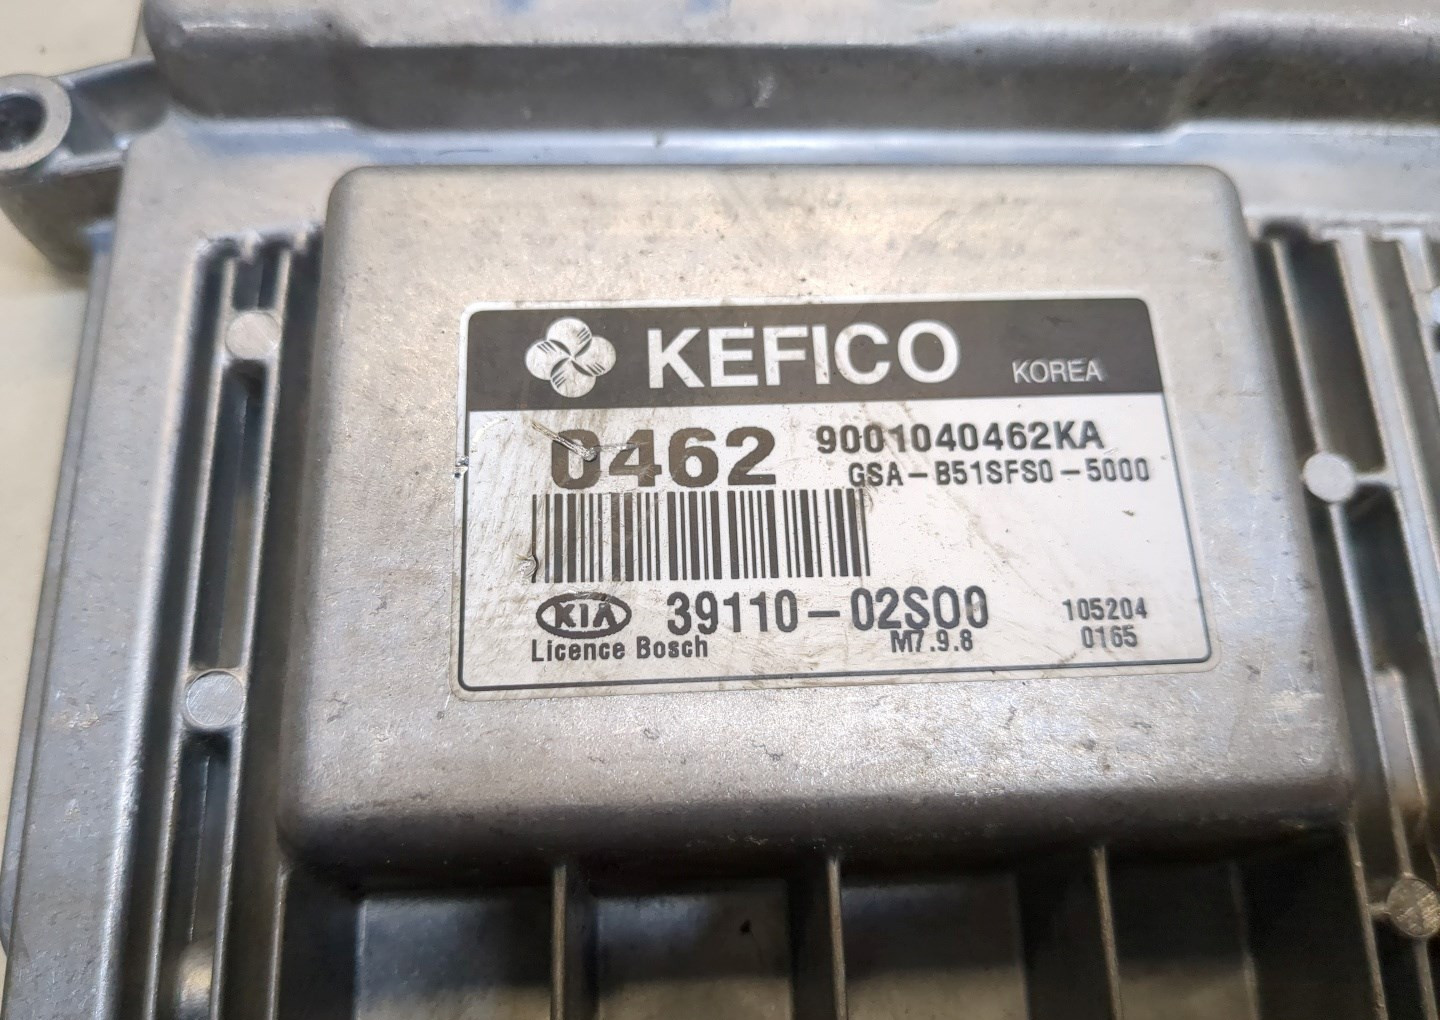 KEFICO KOREA
0462 9001040462KA
GSA-B51SFS0-5000
KIA 39110-02S00 105204
Licence Bosch M7.9.8 0165